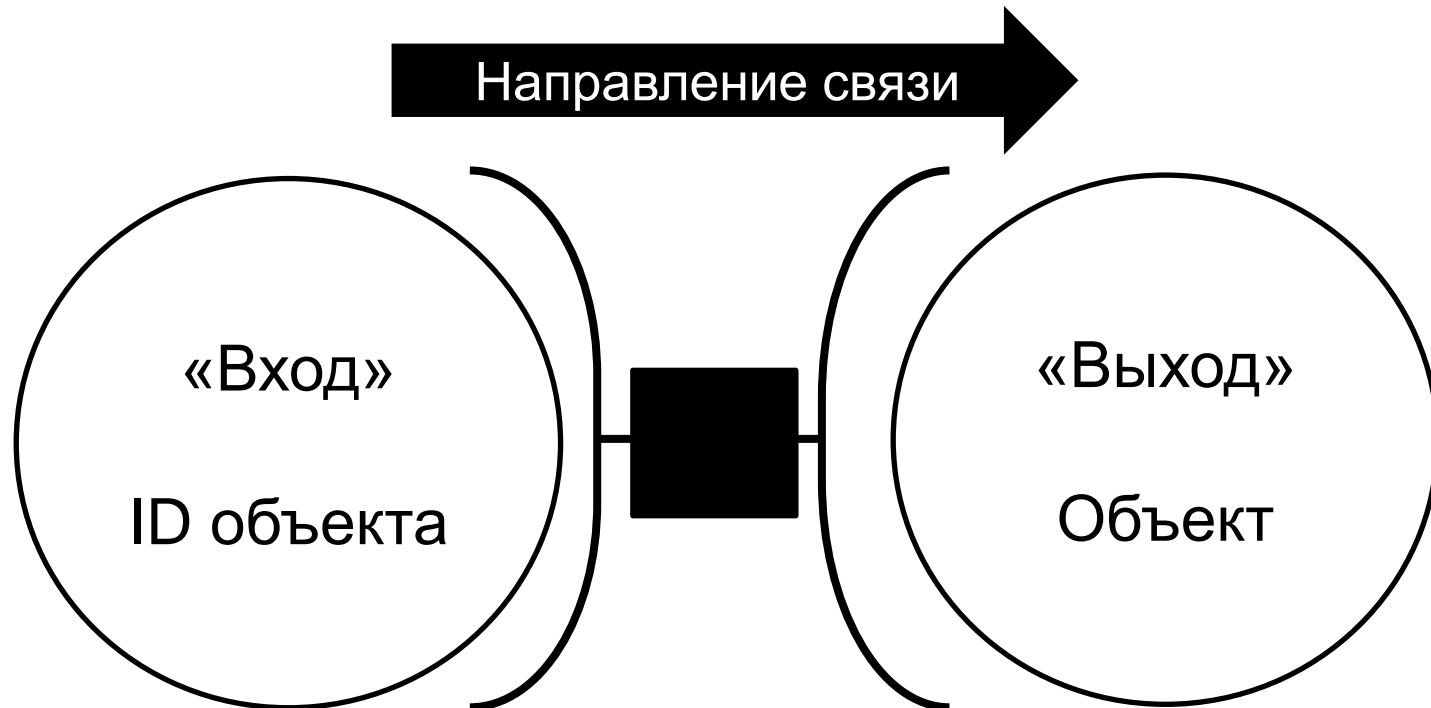 Направление связи
«Вход»
ID объекта
«Выход»
Объект